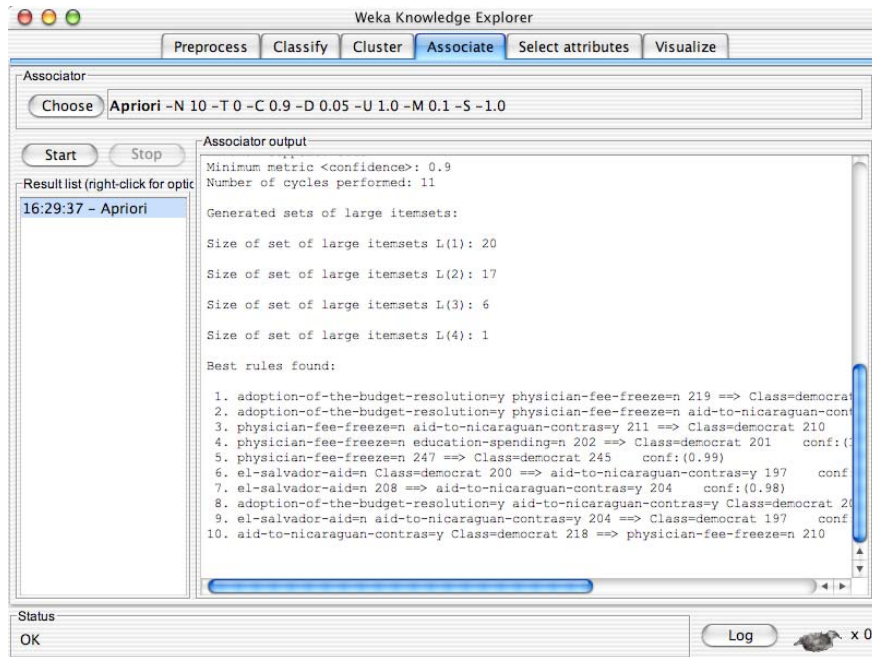 Weka Knowledge Explorer
Preprocess Classify Cluster Associate Select attributes Visualize
Associator
Choose Apriori -N 10 -T 0 -C 0.9 -D 0.05 -U 1.0 -M 0.1 -S -1.0
Start Stop
Associator output
Minimum metric <confidence>: 0.9
Result list (right-click for optic
Number of cycles performed: 11
16:29:37 - Apriori
Generated sets of large itemsets:
Size of set of large itemsets L(1): 20
Size of set of large itemsets L(2): 17
Size of set of large itemsets L(3): 6
Size of set of large itemsets L(4): 1
Best rules found:
1. adoption-of-the-budget-resolution=y physician-fee-freeze=n 219 ==> Class=democrat
2. adoption-of-the-budget-resolution=y physician-fee-freeze=n aid-to-nicaraguan-cont
3. physician-fee-freeze=n aid-to-nicaraguan-contras=y 211 ==> Class=democrat 210
4. physician-fee-freeze=n education-spending=n 202 ==> Class=democrat 201 conf:(
5. physician-fee-freeze=n 247 ==> Class=democrat 245 conf:(0.99)
6. el-salvador-aid=n Class=democrat 200 ==> aid-to-nicaraguan-contras=y 197 conf
7. el-salvador-aid=n 208 ==> aid-to-nicaraguan-contras=y 204 conf:(0.98)
8. adoption-of-the-budget-resolution=y aid-to-nicaraguan-contras=y Class=democrat 20
9. el-salvador-aid=n aid-to-nicaraguan-contras=y 204 ==> Class=democrat 197 conf
10. aid-to-nicaraguan-contras=y Class=democrat 218 ==> physician-fee-freeze=n 210
Status
OK
Log x 0